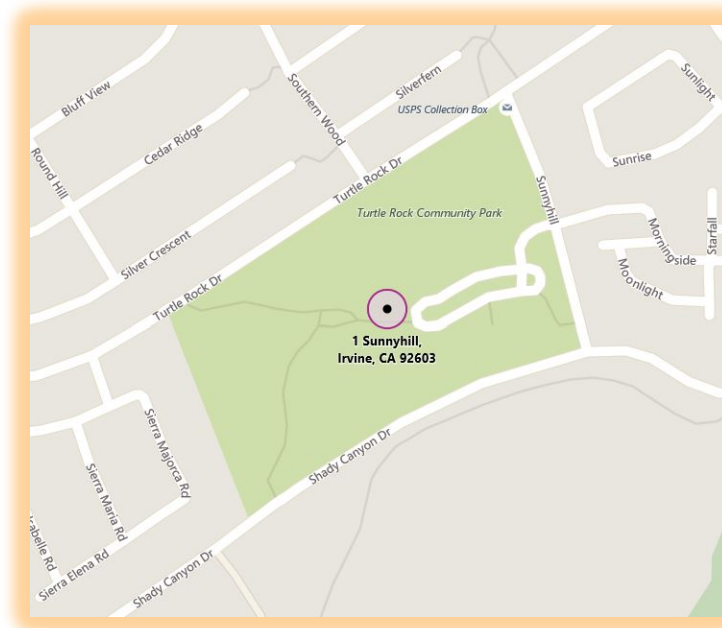 Bluff View
Southern Wood
Silverfern
USPS Collection Box
Sunlight
Sunrise
Cedar Ridge
Round Hill
Turtle Rock Dr
Sunnyhill
Turtle Rock Community Park
Silver Crescent
Morningside
Starfall
Moonlight
Turtle Rock Dr
1 Sunnyhill,
Irvine, CA 92603
Sierra Majorca Rd
Sierra Maria Rd
Shady Canyon Dr
Sierra Elena Rd
Shady Canyon Dr